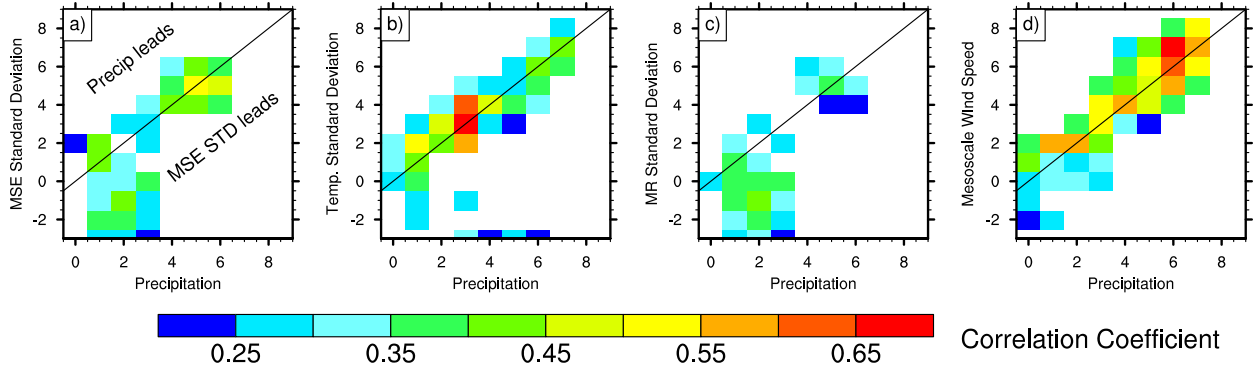 a)
Precip leads
MSE STD leads
MSE Standard Deviation
8
6
4
2
0
-2
0 2 4 6 8
Precipitation
b)
Temp. Standard Deviation
8
6
4
2
0
-2
0 2 4 6 8
Precipitation
c)
MR Standard Deviation
8
6
4
2
0
-2
0 2 4 6 8
Precipitation
d)
Mesoscale Wind Speed
8
6
4
2
0
-2
0 2 4 6 8
Precipitation
0.25 0.35 0.45 0.55 0.65
Correlation Coefficient